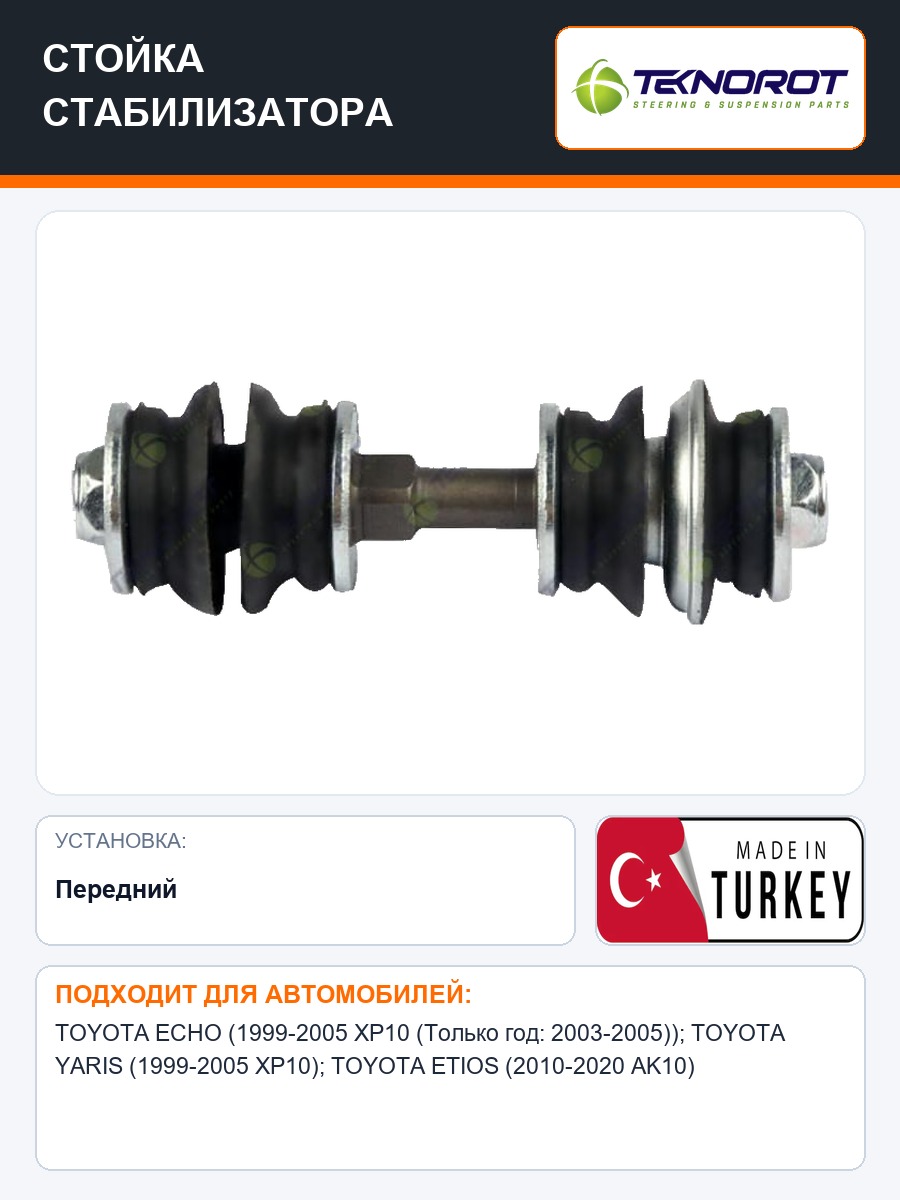 СТОЙКА
СТАБИЛИЗАТОРА
TEKNOROT
STEERING & SUSPENSION PARTS
УСТАНОВКА:
Передний
MADE IN
TURKEY
ПОДХОДИТ ДЛЯ АВТОМОБИЛЕЙ:
TOYOTA ECHO (1999-2005 XP10 (Только год: 2003-2005)); TOYOTA
YARIS (1999-2005 XP10); TOYOTA ETIOS (2010-2020 AK10)